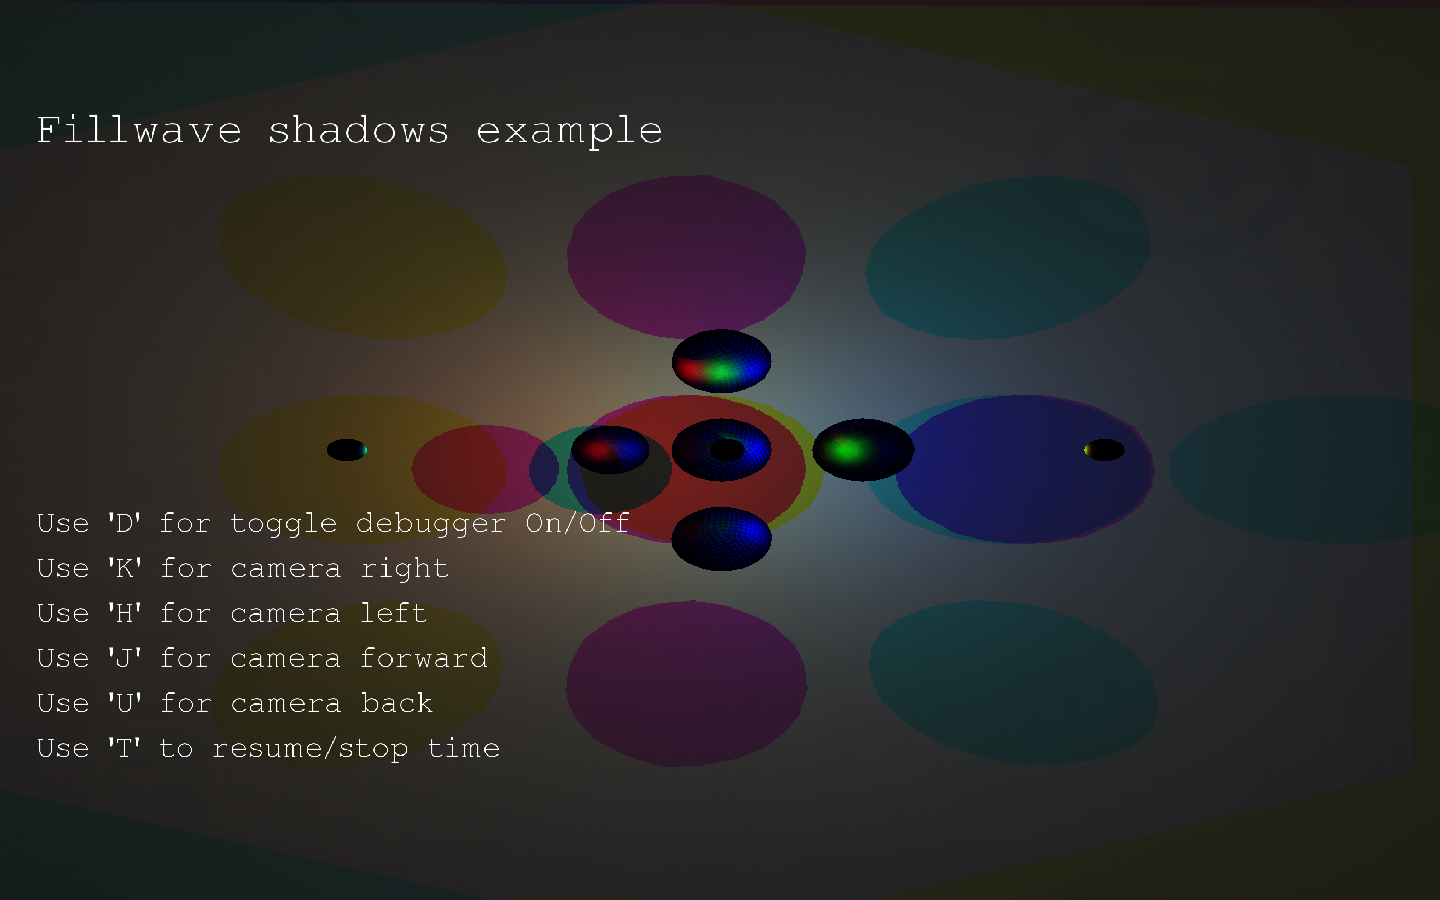 Fillwave shadows example
Use 'D' for toggle debugger On/Off
Use 'K' for camera right
Use 'H' for camera left
Use 'J' for camera forward
Use 'U' for camera back
Use 'T' to resume/stop time